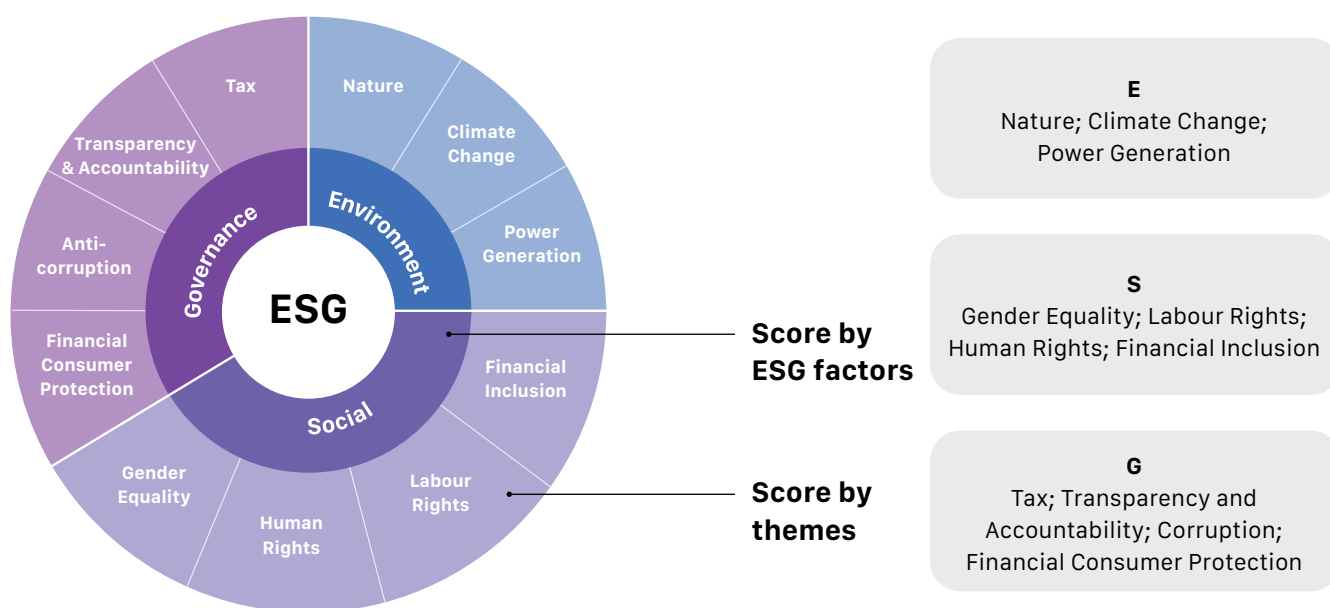 Tax
Nature
Climate
Change
Power
Generation
Transparency
& Accountability
Anti-
corruption
Financial
Consumer
Protection
Governance
Environment
ESG
Social
Financial
Inclusion
Labour
Rights
Human
Rights
Gender
Equality
Score by
ESG factors
Score by
themes
E
Nature; Climate Change;
Power Generation
S
Gender Equality; Labour Rights;
Human Rights; Financial Inclusion
G
Tax; Transparency and
Accountability; Corruption;
Financial Consumer Protection